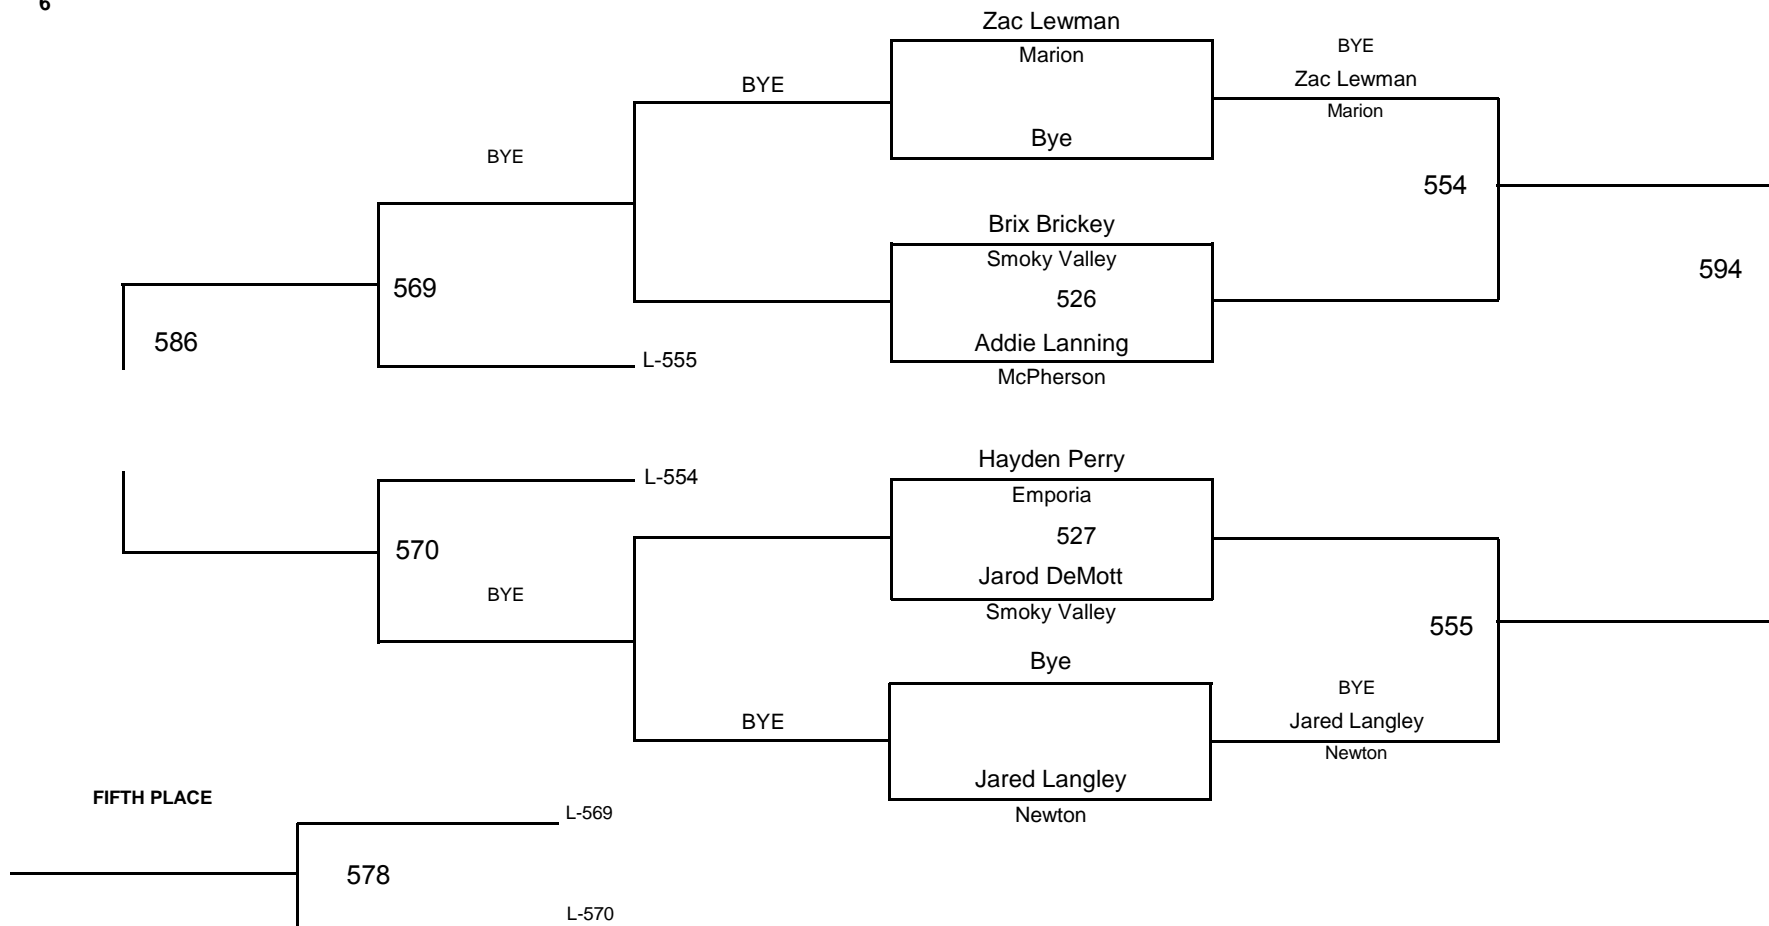 6
Zac Lewman
Marion
BYE
BYE
Zac Lewman
Marion
Bye
BYE
554
Brix Brickey
Smoky Valley
594
569
526
586
Addie Lanning
L-555
McPherson
Hayden Perry
L-554
Emporia
527
570
Jarod DeMott
BYE
Smoky Valley
555
Bye
BYE
BYE
Jared Langley
Newton
Jared Langley
FIFTH PLACE
L-569
Newton
578
L-570